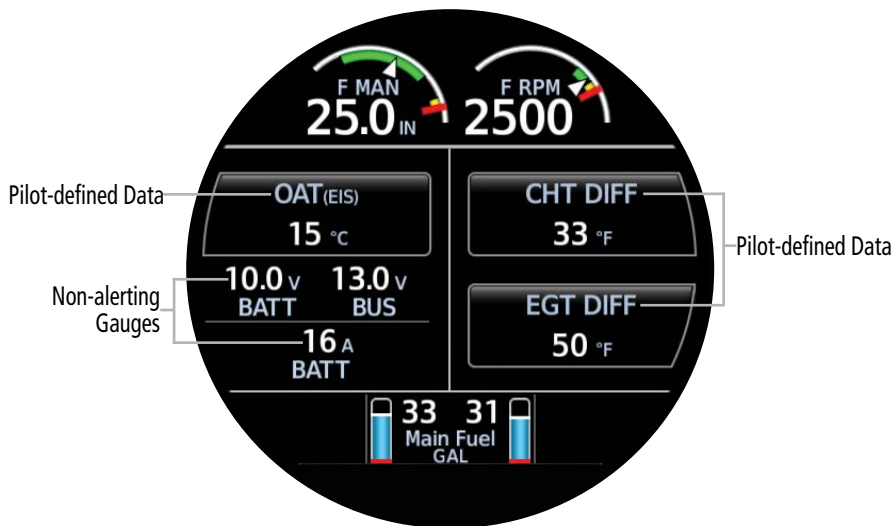 F MAN
25.0 IN
F RPM
2500
Pilot-defined Data
OAT(EIS)
15 °C
CHT DIFF
33 °F
Pilot-defined Data
Non-alerting
Gauges
10.0 V 13.0 V
BATT BUS
16 A
BATT
EGT DIFF
50 °F
33 31
Main Fuel
GAL